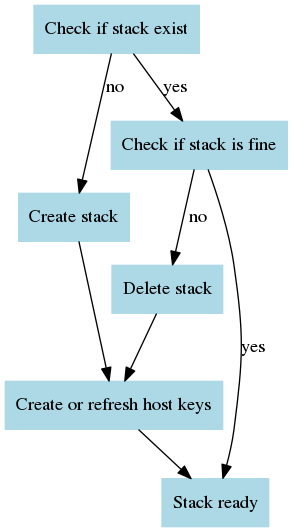 Check if stack exist
no
yes
Check if stack is fine
Create stack
no
Delete stack
yes
Create or refresh host keys
Stack ready